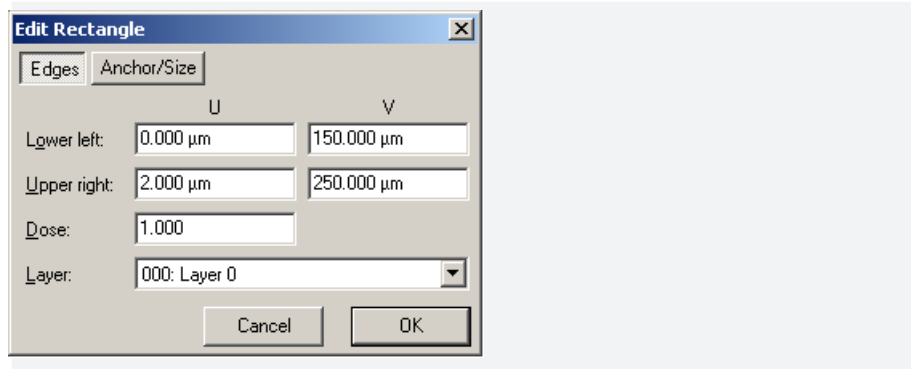 Edit Rectangle
Edges Anchor/Size
U V
Lower left: 0.000 µm 150.000 µm
Upper right: 2.000 µm 250.000 µm
Dose: 1.000
Layer: 000: Layer 0
Cancel OK